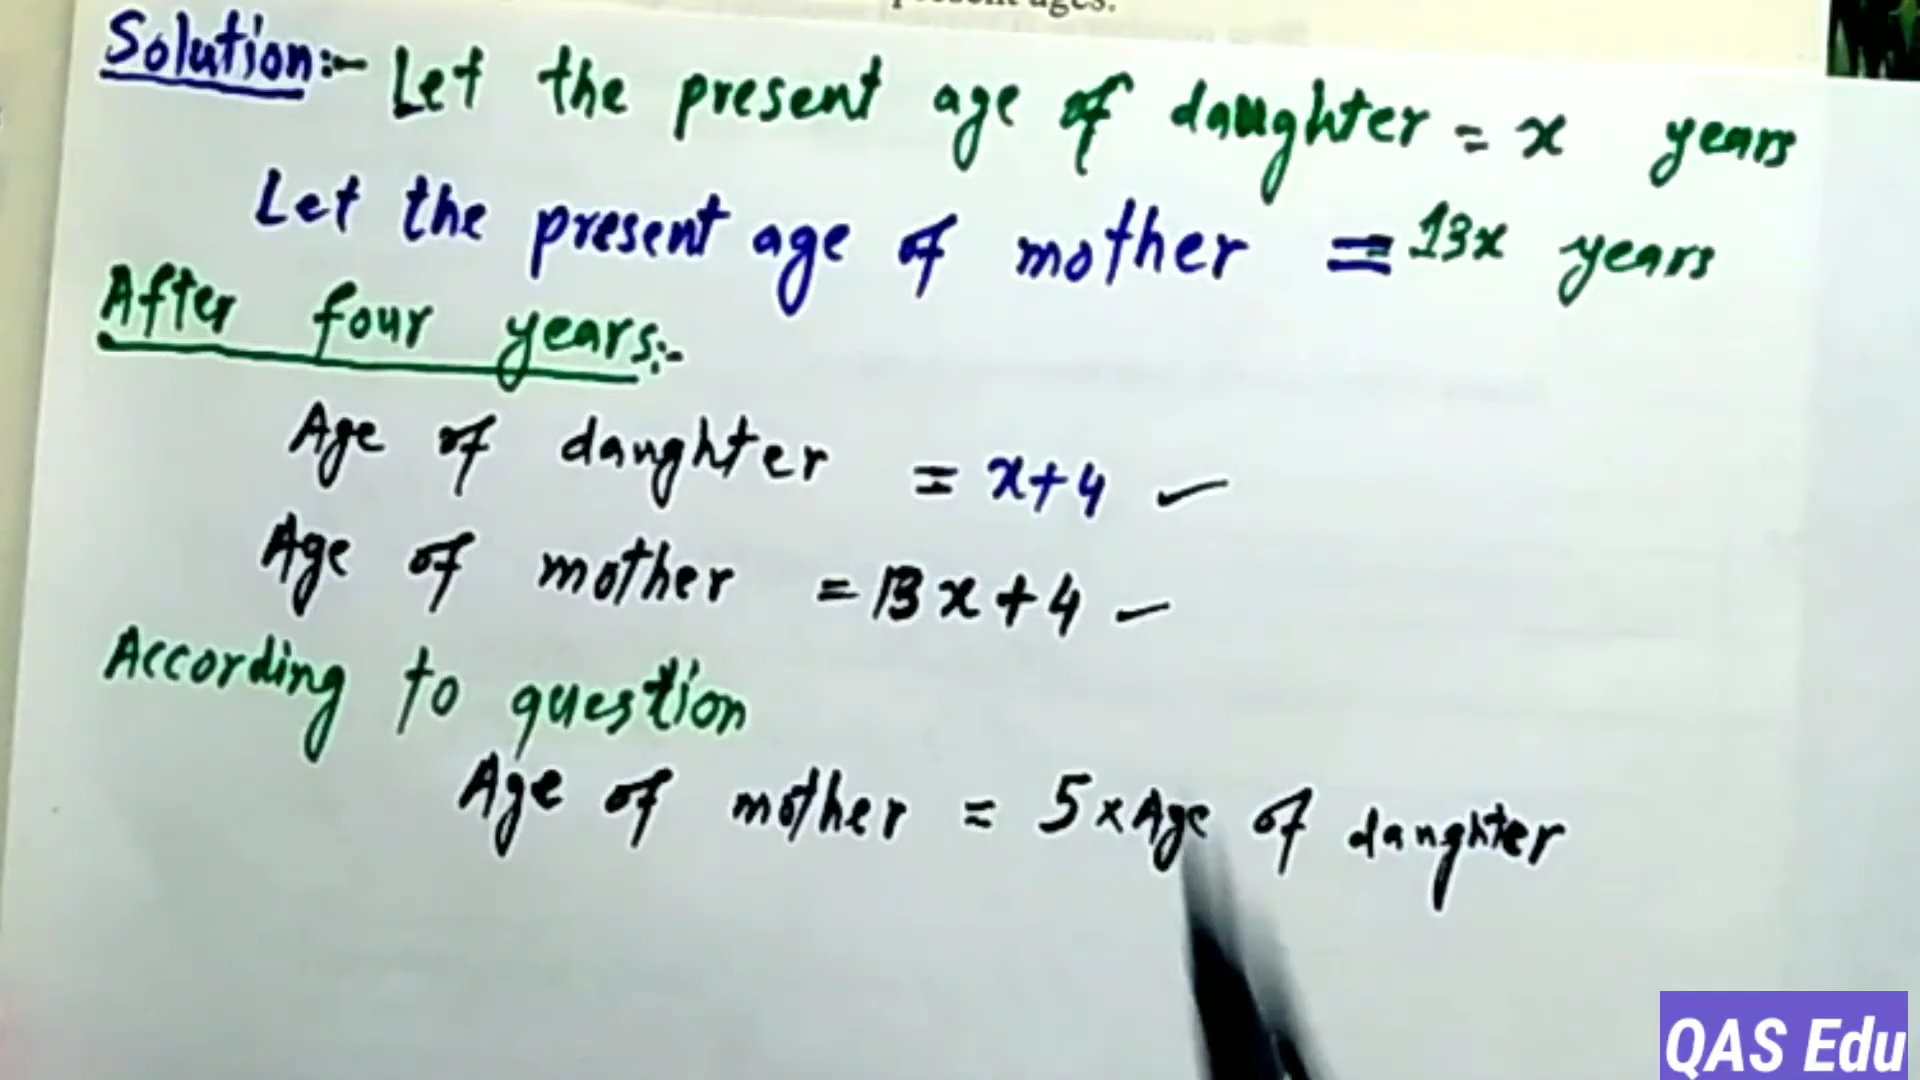 present ages.
Solution:- Let the present age of daughter = x years
Let the present age of mother = 13x years
After four years:-
Age of daughter = x+4
Age of mother = 13x+4
According to question
Age of mother = 5×Age of daughter
QAS Edu